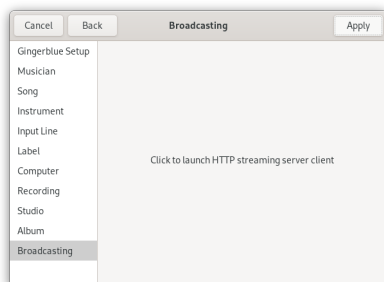 Cancel Back Broadcasting Apply
Gingerblue Setup
Musician
Song
Instrument
Input Line
Label
Computer
Recording
Studio
Album
Broadcasting
Click to launch HTTP streaming server client